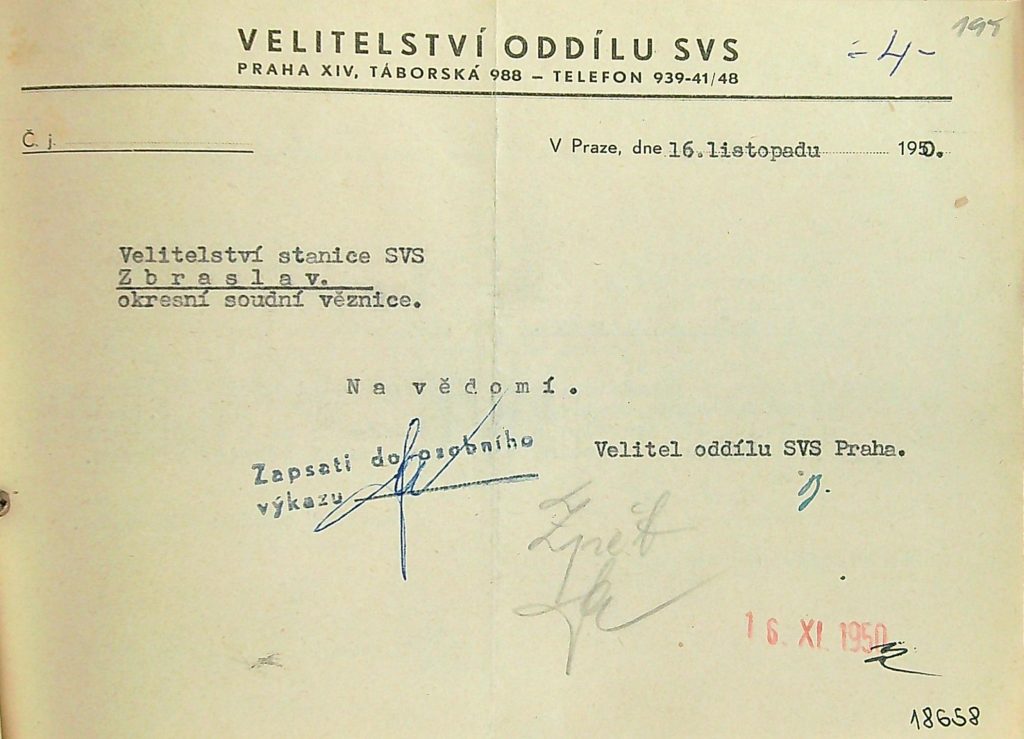 VELITELSTVÍ ODDÍLU SVS
PRAHA XIV, TÁBORSKÁ 988 – TELEFON 939-41/48
-4-
Č. j.
V Praze, dne 16.listopadu 1950.
Velitelství stanice SVS
Zbraslav.
okresní soudní věznice.
Na vědomí.
Zapsati do osobního
výkazu
Velitel oddílu SVS Praha.
Zpět
16. XI. 1950
18658